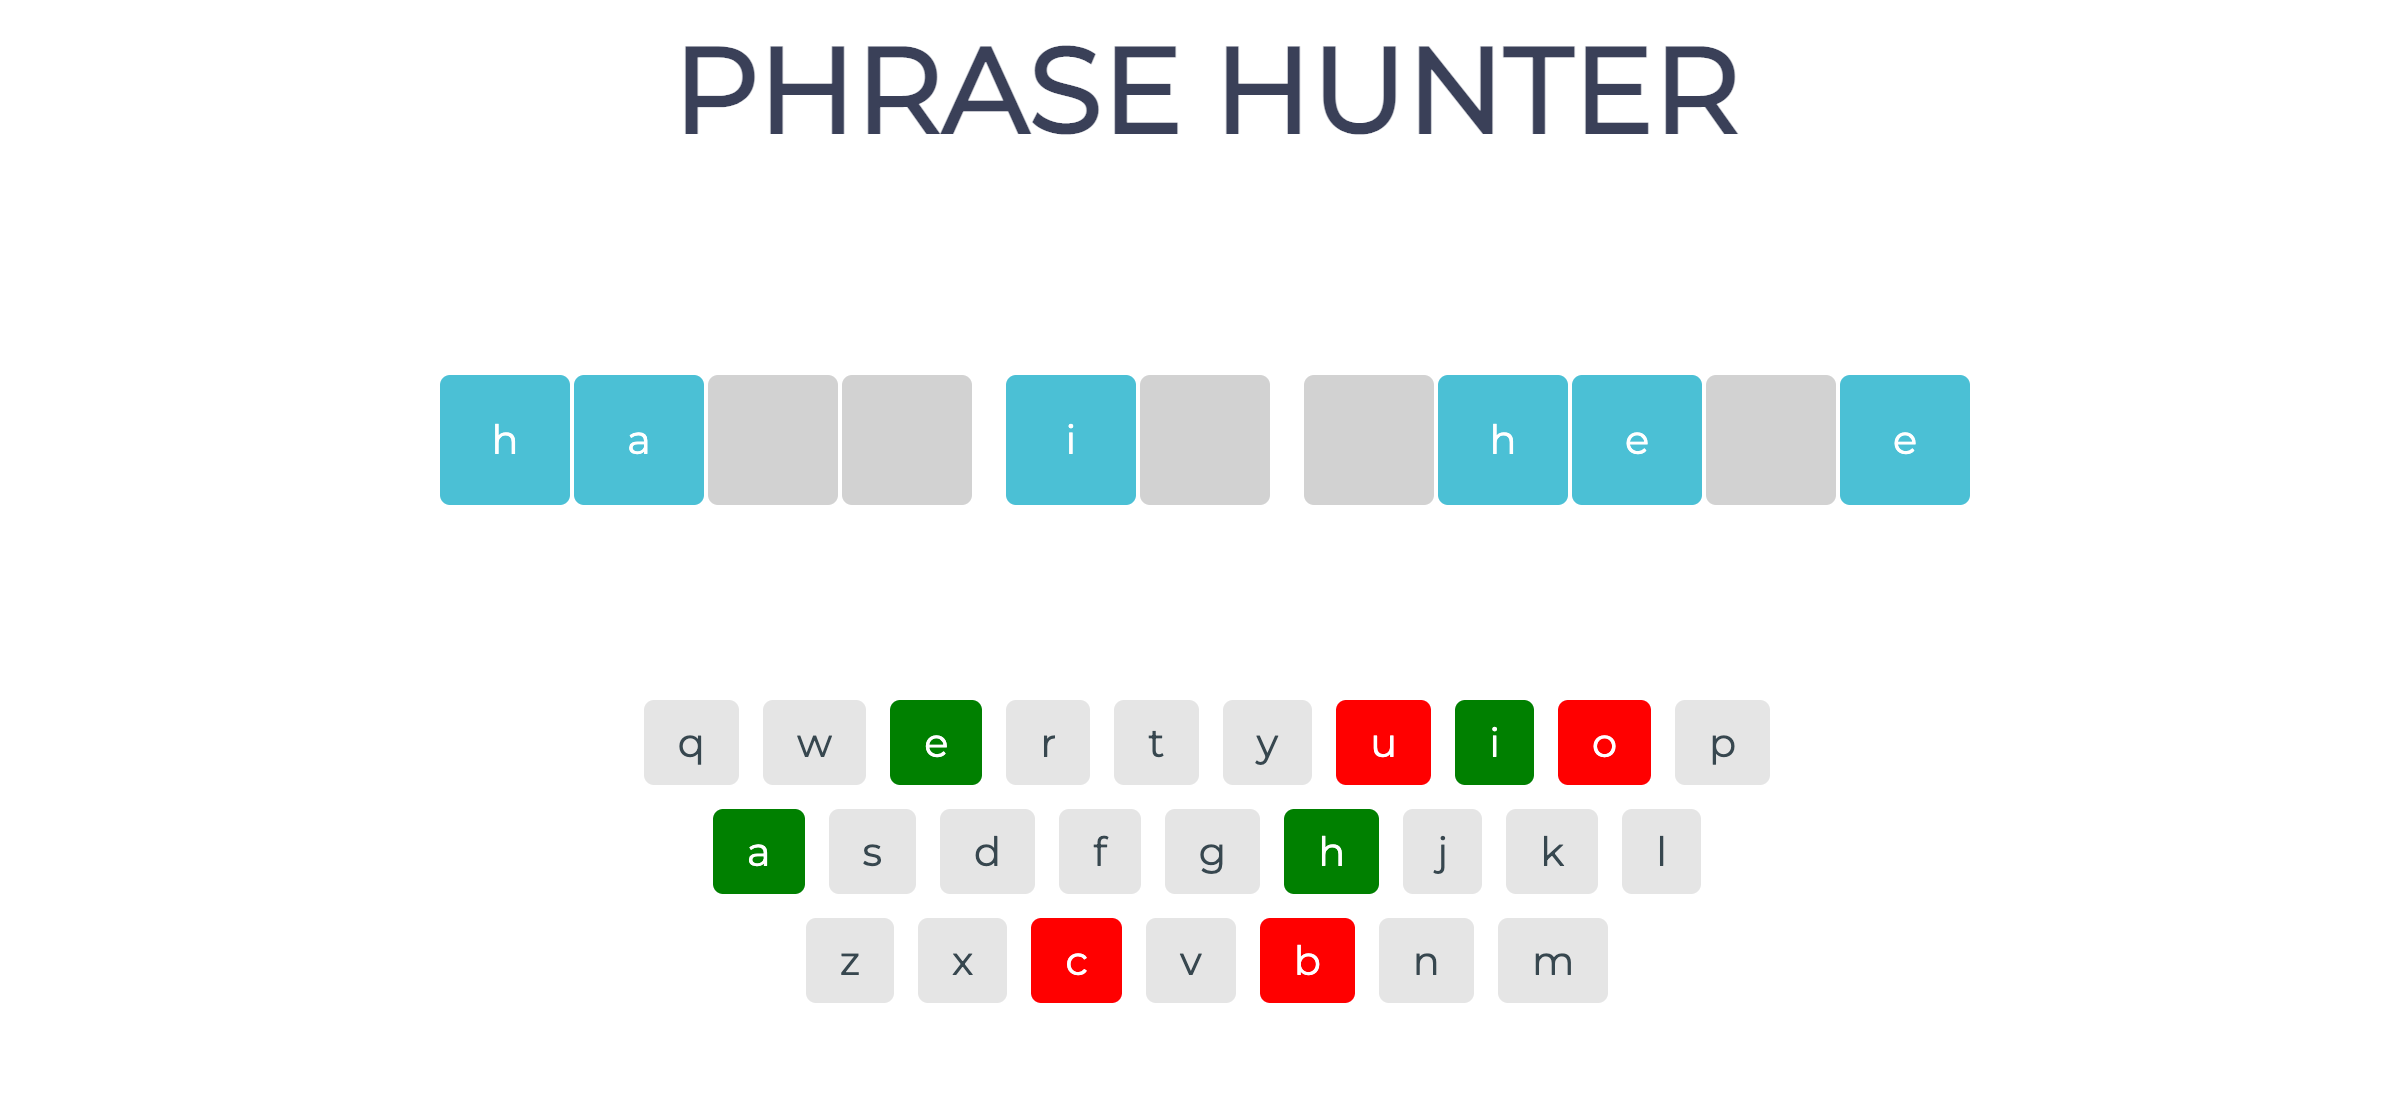 PHRASE HUNTER
h a i h e e
q w e r t y u i o p
a s d f g h j k l
z x c v b n m